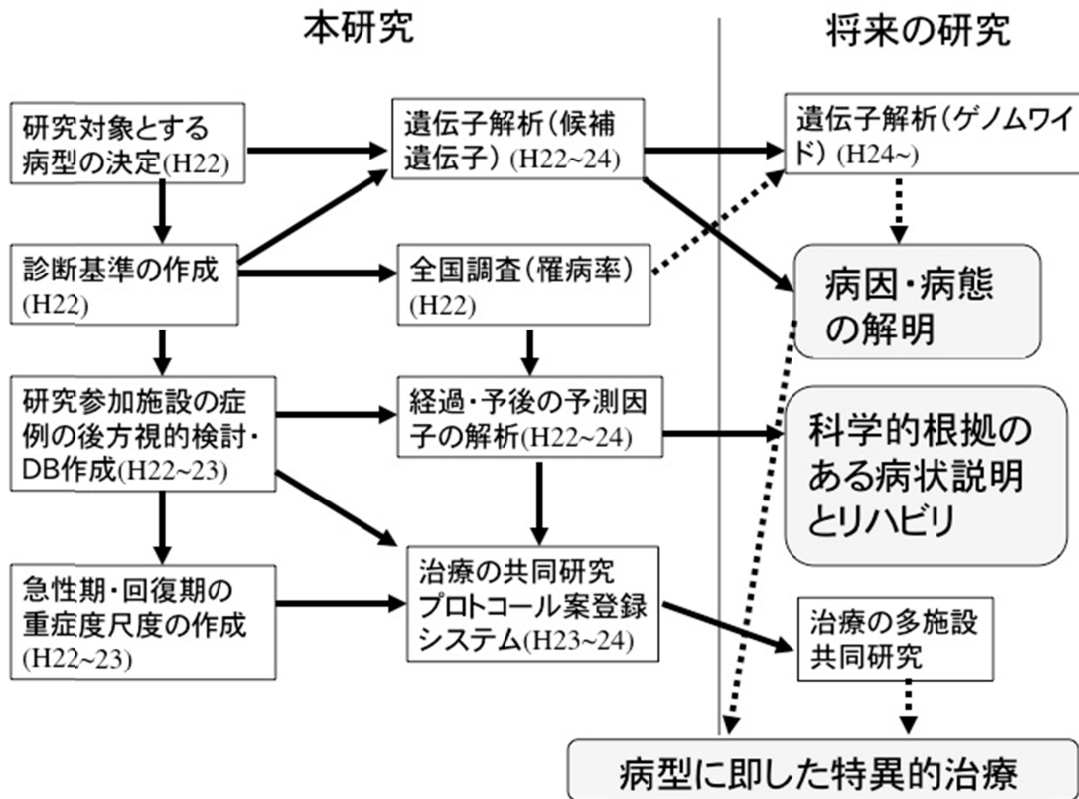 本研究
将来の研究
研究対象とする
病型の決定(H22)
遺伝子解析(候補
遺伝子) (H22~24)
遺伝子解析(ゲノムワイ
ド) (H24~)
診断基準の作成
(H22)
全国調査(罹病率)
(H22)
病因・病態
の解明
研究参加施設の症
例の後方視的検討・
DB作成(H22~23)
経過・予後の予測因
子の解析(H22~24)
科学的根拠の
ある病状説明
とリハビリ
急性期・回復期の
重症度尺度の作成
(H22~23)
治療の共同研究
プロトコール案登録
システム(H23~24)
治療の多施設
共同研究
病型に即した特異的治療